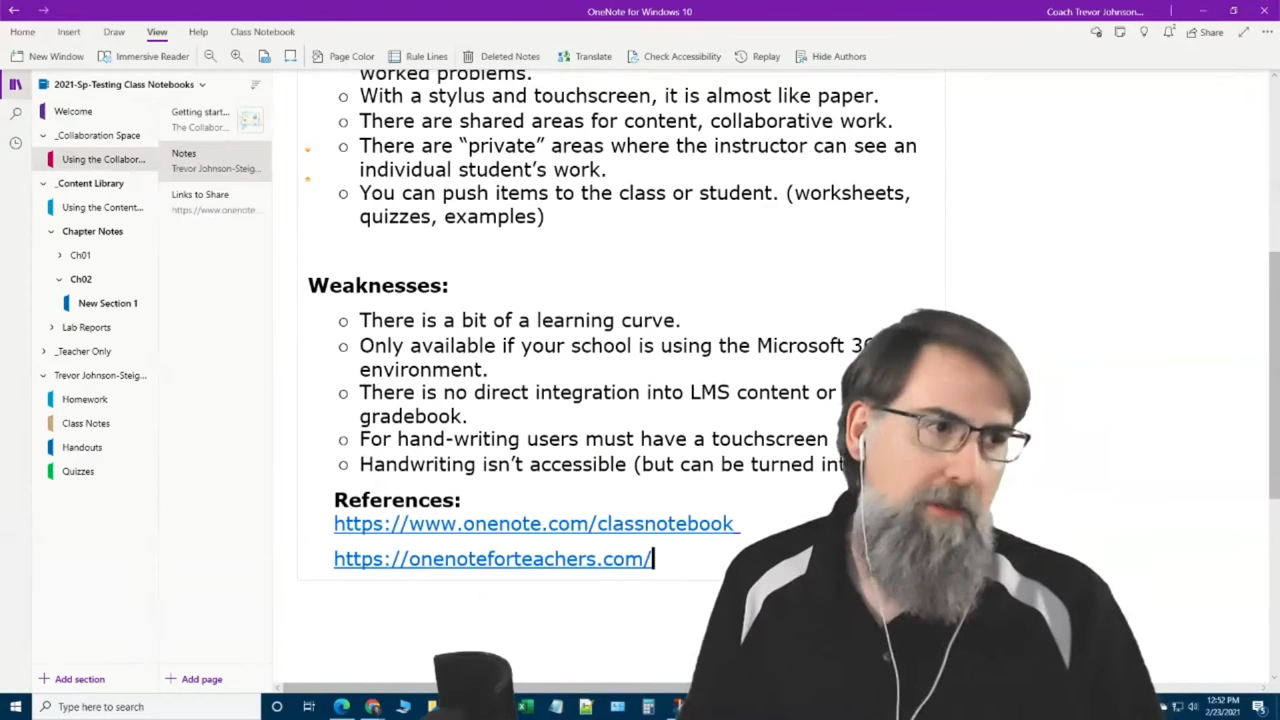 OneNote for Windows 10
Coach Trevor Johnson...
Home Insert Draw View Help Class Notebook
Share
New Window Immersive Reader Page Color Rule Lines Deleted Notes Translate Check Accessibility Replay Hide Authors
2021-Sp-Testing Class Notebooks
Welcome
_Collaboration Space
Using the Collabor...
_Content Library
Using the Content...
Chapter Notes
Ch01
Ch02
New Section 1
Lab Reports
_Teacher Only
Trevor Johnson-Steig...
Homework
Class Notes
Handouts
Quizzes
Add section
Getting start...
The Collabor...
Notes
Trevor Johnson-Steig...
Links to Share
https://www.onenote...
Add page
worked problems.
With a stylus and touchscreen, it is almost like paper.
There are shared areas for content, collaborative work.
There are “private” areas where the instructor can see an
individual student’s work.
You can push items to the class or student. (worksheets,
quizzes, examples)
Weaknesses:
There is a bit of a learning curve.
Only available if your school is using the Microsoft
environment.
There is no direct integration into LMS content or
gradebook.
For hand-writing users must have a touchscreen
Handwriting isn’t accessible (but can be turned
References:
https://www.onenote.com/classnotebook
https://onenoteforteachers.com/
Type here to search
12:52 PM
2/23/2021